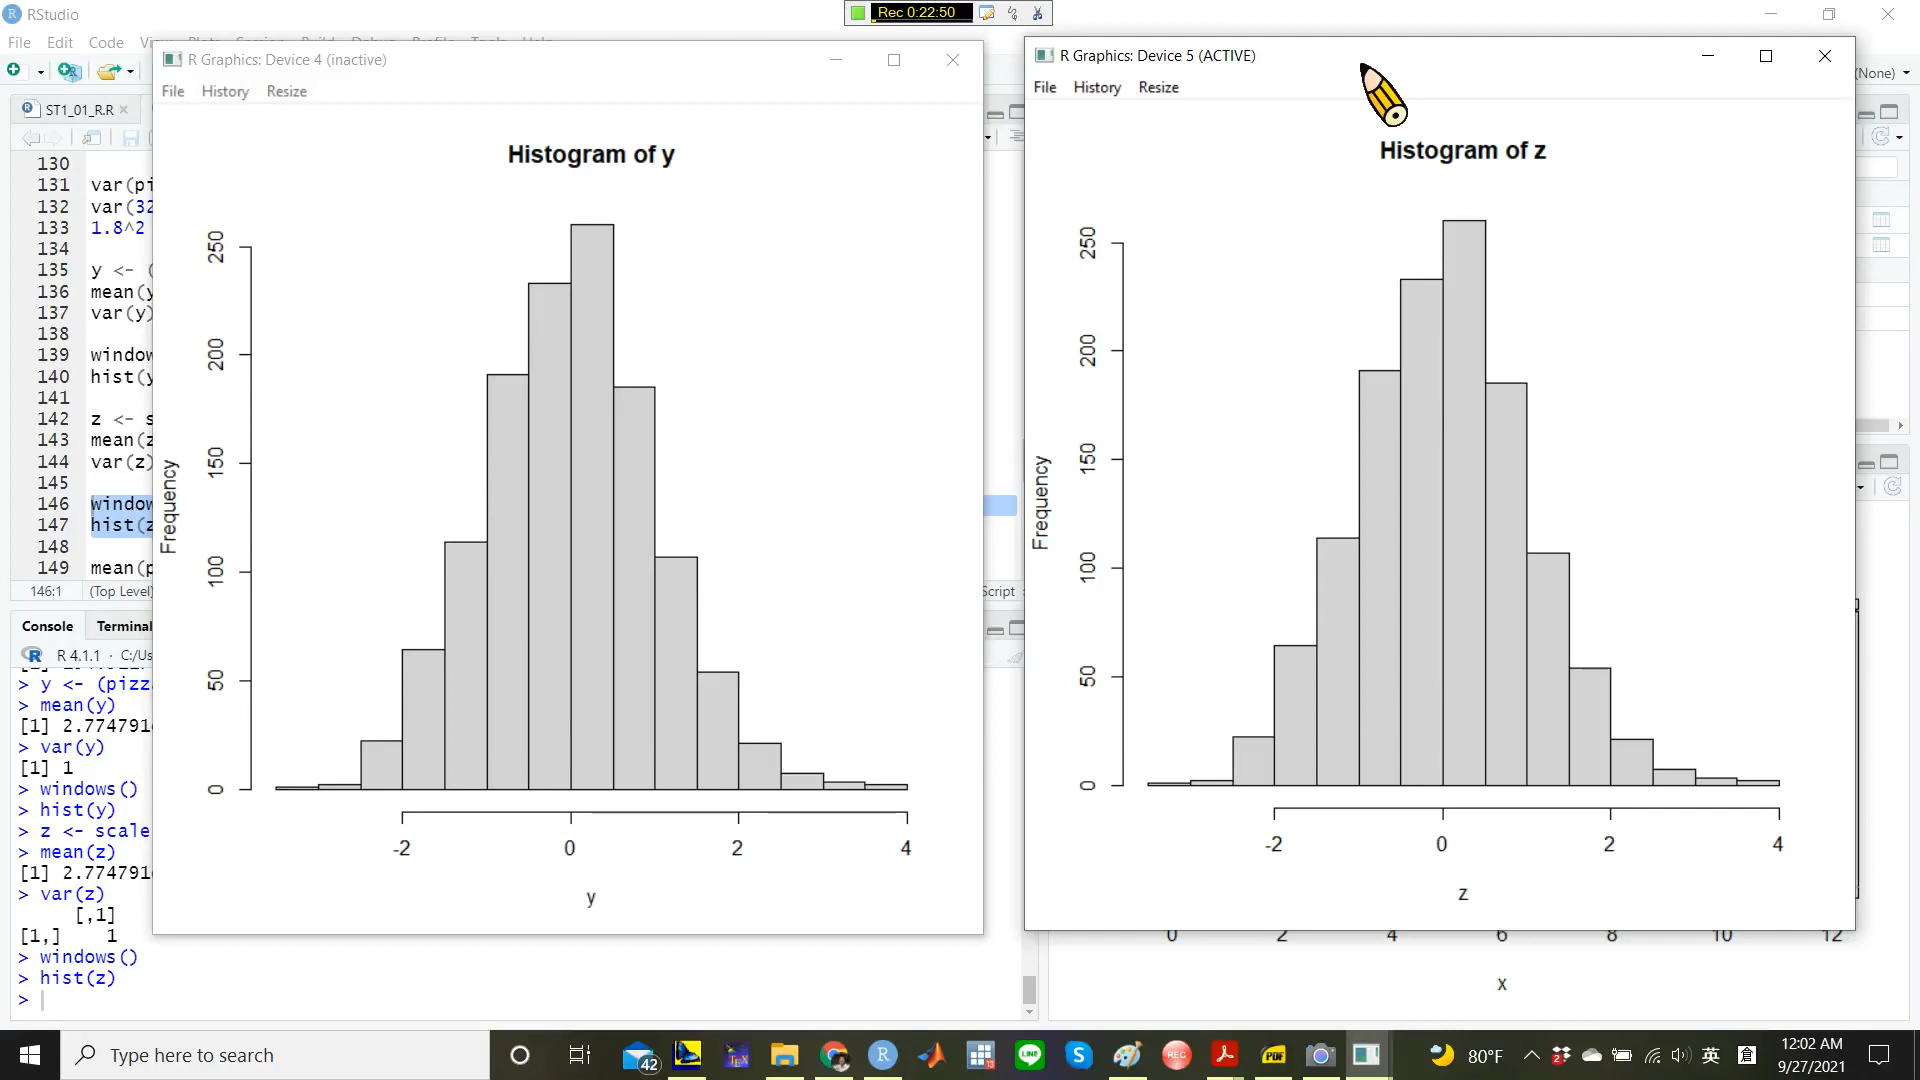 RStudio
Rec 0:22:50
File Edit Code
(None)
ST1_01_R.R
130
131 var(pi
132 var(32
133 1.8^2
134
135 y <- (
136 mean(y
137 var(y)
138
139 window
140 hist(y
141
142 z <- s
143 mean(z
144 var(z)
145
146 window
147 hist(z
148
149 mean(p
146:1 (Top Level)
Script
Console Terminal
R 4.1.1 · C:/Us
> y <- (pizz
> mean(y)
[1] 2.774791
> var(y)
[1] 1
> windows()
> hist(y)
> z <- scale
> mean(z)
[1] 2.774791
> var(z)
[,1]
[1,] 1
> windows()
> hist(z)
>
R Graphics: Device 4 (inactive)
File History Resize
Histogram of y
Frequency
250
200
150
100
50
0
-2 0 2 4
y
R Graphics: Device 5 (ACTIVE)
File History Resize
Histogram of z
Frequency
250
200
150
100
50
0
-2 0 2 4
z
0 2 4 6 8 10 12
x
Type here to search
42
TEX
R
LINE
S
REC
PDF
80°F
英
倉
12:02 AM
9/27/2021